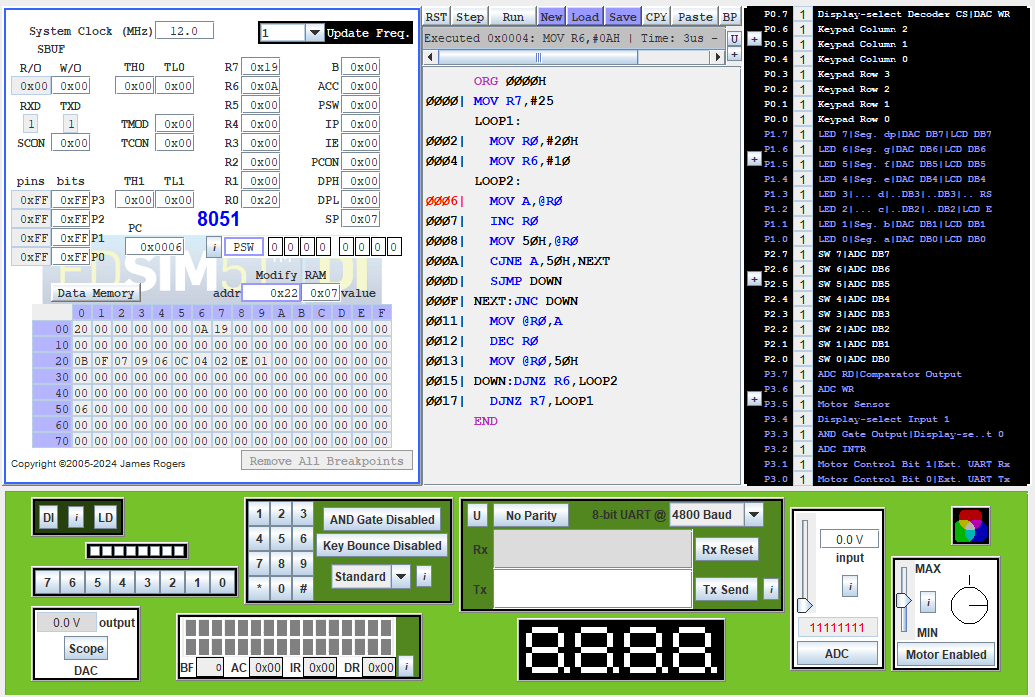 System Clock (MHz) 12.0 1 Update Freq.
SBUF
R/O W/O TH0 TL0 R7 0x19 B 0x00
0x00 0x00 0x00 0x00 R6 0x0A ACC 0x00
RXD TXD R5 0x00 PSW 0x00
1 1 TMOD 0x00 R4 0x00 IP 0x00
SCON 0x00 TCON 0x00 R3 0x00 IE 0x00
R2 0x00 PCON 0x00
pins bits TH1 TL1 R1 0x00 DPH 0x00
0xFF 0xFF P3 0x00 0x00 R0 0x20 DPL 0x00
0xFF 0xFF P2 8051 SP 0x07
0xFF 0xFF P1 PC
0xFF 0xFF P0 0x0006 i PSW 0 0 0 0 0 0 0 0
Modify RAM
Data Memory addr 0x22 0x07 value
0 1 2 3 4 5 6 7 8 9 A B C D E F
00 20 00 00 00 00 00 0A 19 00 00 00 00 00 00 00 00
10 00 00 00 00 00 00 00 00 00 00 00 00 00 00 00 00
20 0B 0F 07 09 06 0C 04 02 0E 01 00 00 00 00 00 00
30 00 00 00 00 00 00 00 00 00 00 00 00 00 00 00 00
40 00 00 00 00 00 00 00 00 00 00 00 00 00 00 00 00
50 06 00 00 00 00 00 00 00 00 00 00 00 00 00 00 00
60 00 00 00 00 00 00 00 00 00 00 00 00 00 00 00 00
70 00 00 00 00 00 00 00 00 00 00 00 00 00 00 00 00
Copyright ©2005-2024 James Rogers Remove All Breakpoints
RST Step Run New Load Save CPY Paste BP
Executed 0x0004: MOV R6,#0AH | Time: 3us - U
+
ORG 0000H
0000| MOV R7,#25
LOOP1:
0002| MOV R0,#20H
0004| MOV R6,#10
LOOP2:
0006| MOV A,@R0
0007| INC R0
0008| MOV 50H,@R0
000A| CJNE A,50H,NEXT
000D| SJMP DOWN
000F| NEXT:JNC DOWN
0011| MOV @R0,A
0012| DEC R0
0013| MOV @R0,50H
0015| DOWN:DJNZ R6,LOOP2
0017| DJNZ R7,LOOP1
END
P0.7 1 Display-select Decoder CS|DAC WR
P0.6 1 Keypad Column 2
+ P0.5 1 Keypad Column 1
P0.4 1 Keypad Column 0
P0.3 1 Keypad Row 3
P0.2 1 Keypad Row 2
P0.1 1 Keypad Row 1
P0.0 1 Keypad Row 0
P1.7 1 LED 7|Seg. dp|DAC DB7|LCD DB7
P1.6 1 LED 6|Seg. g|DAC DB6|LCD DB6
+ P1.5 1 LED 5|Seg. f|DAC DB5|LCD DB5
P1.4 1 LED 4|Seg. e|DAC DB4|LCD DB4
P1.3 1 LED 3|... d|..DB3|..DB3|.. RS
P1.2 1 LED 2|... c|..DB2|..DB2|LCD E
P1.1 1 LED 1|Seg. b|DAC DB1|LCD DB1
P1.0 1 LED 0|Seg. a|DAC DB0|LCD DB0
P2.7 1 SW 7|ADC DB7
P2.6 1 SW 6|ADC DB6
+ P2.5 1 SW 5|ADC DB5
P2.4 1 SW 4|ADC DB4
P2.3 1 SW 3|ADC DB3
P2.2 1 SW 2|ADC DB2
P2.1 1 SW 1|ADC DB1
P2.0 1 SW 0|ADC DB0
P3.7 1 ADC RD|Comparator Output
P3.6 1 ADC WR
+ P3.5 1 Motor Sensor
P3.4 1 Display-select Input 1
P3.3 1 AND Gate Output|Display-se..t 0
P3.2 1 ADC INTR
P3.1 1 Motor Control Bit 1|Ext. UART Rx
P3.0 1 Motor Control Bit 0|Ext. UART Tx
DI i LD
7 6 5 4 3 2 1 0
0.0 V output
Scope
DAC
1 2 3 AND Gate Disabled
4 5 6 Key Bounce Disabled
7 8 9 Standard i
* 0 #
BF 0 AC 0x00 IR 0x00 DR 0x00 i
U No Parity 8-bit UART @ 4800 Baud
Rx Rx Reset
Tx Tx Send i
8.8.8.8.
0.0 V
input
i
11111111
ADC
MAX
i
MIN
Motor Enabled